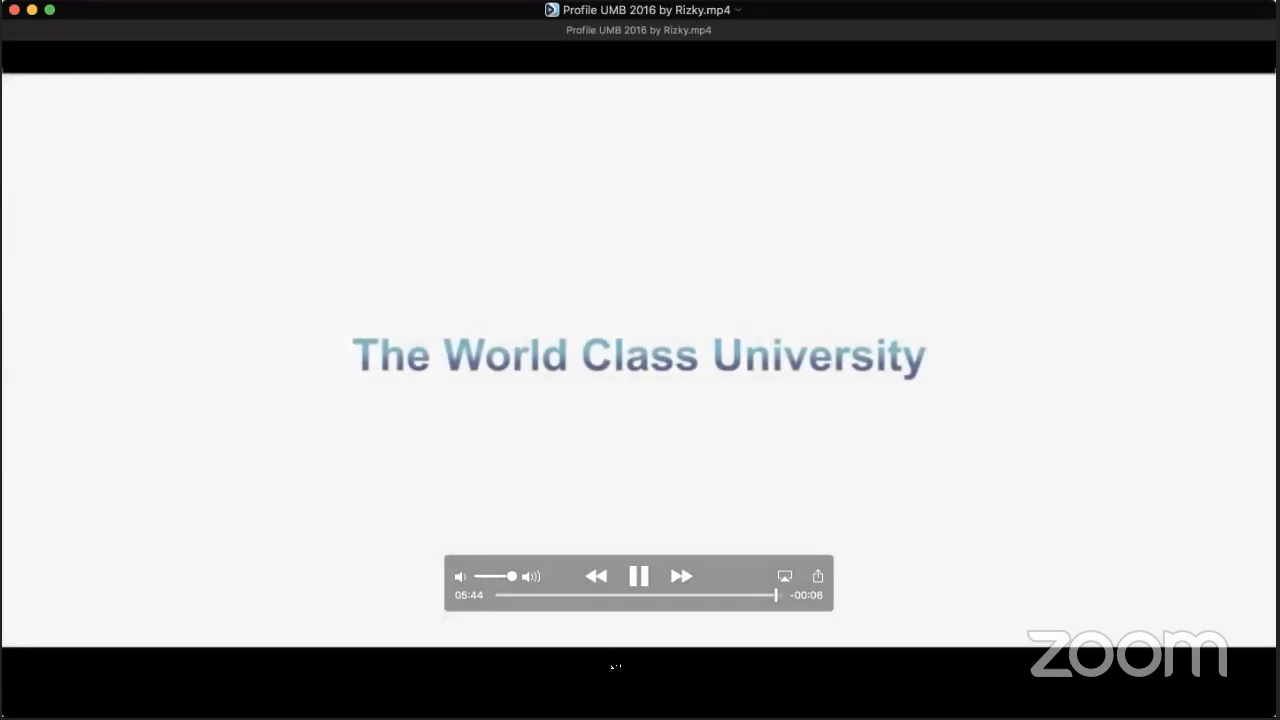 Profile UMB 2016 by Rizky.mp4
Profile UMB 2016 by Rizky.mp4
The World Class University
05:44
-00:06
zoom